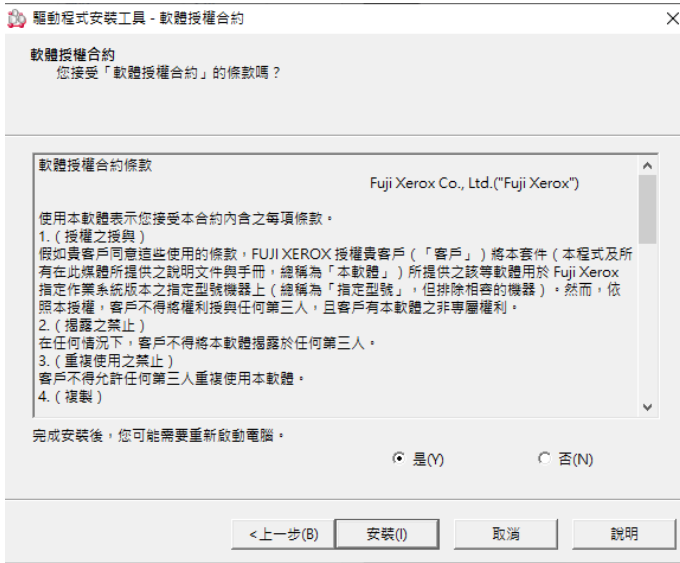 驅動程式安裝工具 - 軟體授權合約
軟體授權合約
您接受「軟體授權合約」的條款嗎？
軟體授權合約條款
Fuji Xerox Co., Ltd.("Fuji Xerox")
使用本軟體表示您接受本合約內含之每項條款。
1.（授權之授與）
假如貴客戶同意這些使用的條款，FUJI XEROX 授權貴客戶（「客戶」）將本套件（本程式及所
有在此媒體所提供之說明文件與手冊，總稱為「本軟體」）所提供之該等軟體用於 Fuji Xerox
指定作業系統版本之指定型號機器上（總稱為「指定型號」，但排除相容的機器）。然而，依
照本授權，客戶不得將權利授與任何第三人，且客戶有本軟體之非專屬權利。
2.（揭露之禁止）
在任何情況下，客戶不得將本軟體揭露於任何第三人。
3.（重複使用之禁止）
客戶不得允許任何第三人重複使用本軟體。
4.（複製）
完成安裝後，您可能需要重新啟動電腦。
是(Y) 否(N)
<上一步(B) 安裝(I) 取消 說明